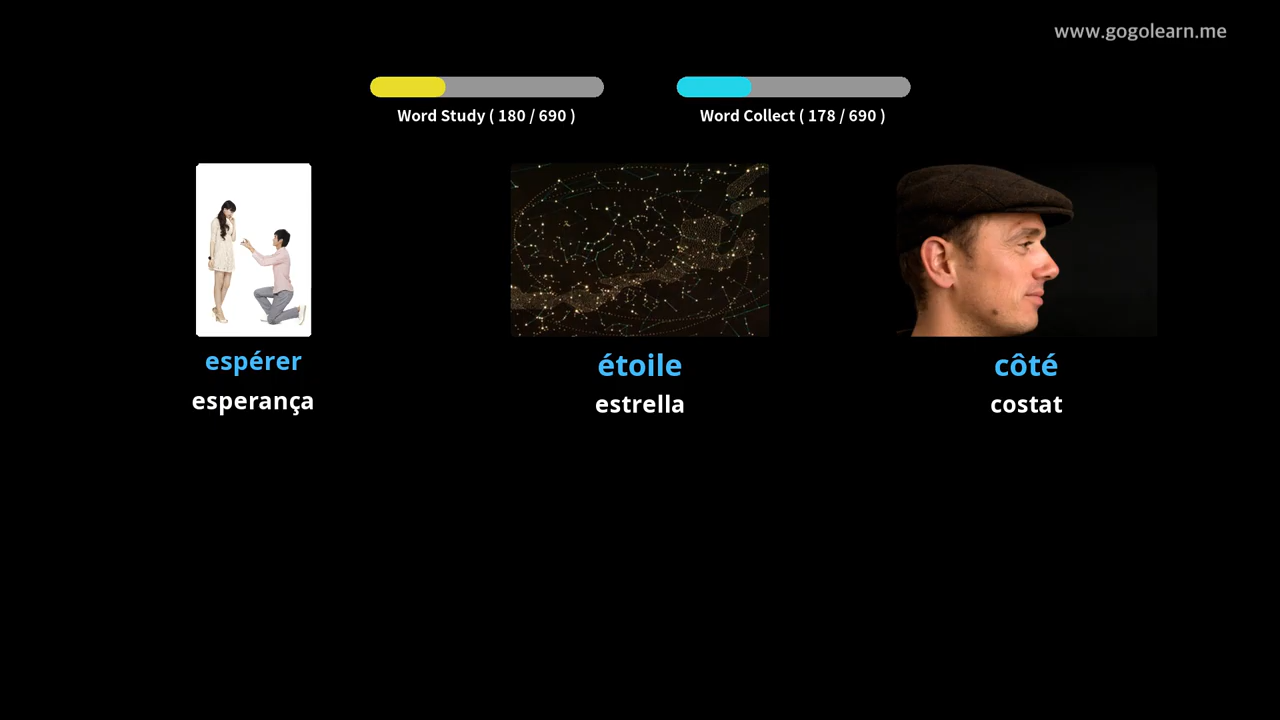 www.gogolearn.me
Word Study ( 180 / 690 )
Word Collect ( 178 / 690 )
espérer
esperança
étoile
estrella
côté
costat